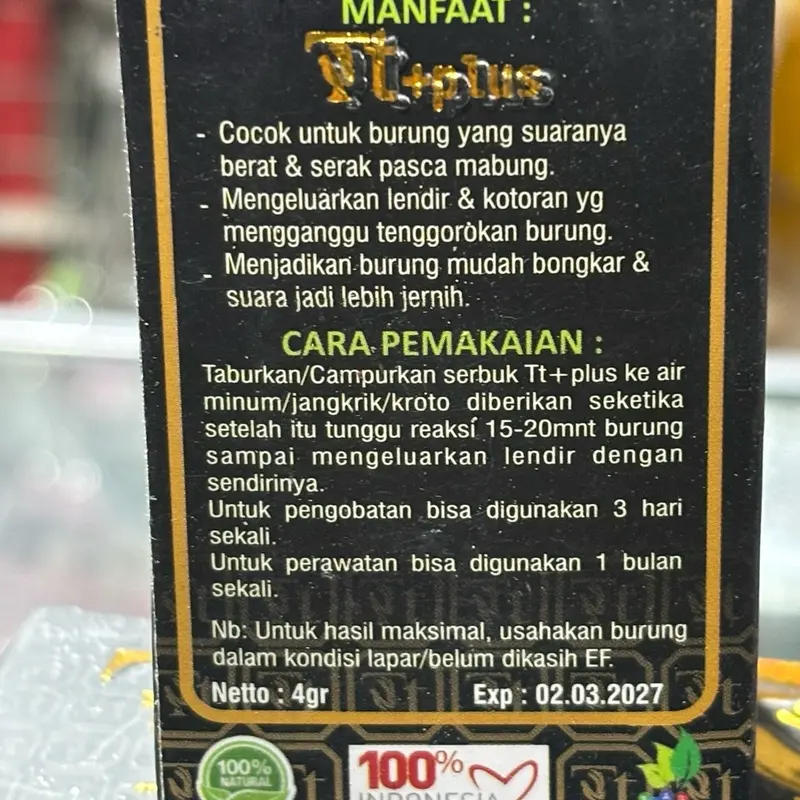 MANFAAT :
Tt+plus
- Cocok untuk burung yang suaranya
berat & serak pasca mabung.
- Mengeluarkan lendir & kotoran yg
mengganggu tenggorokan burung.
- Menjadikan burung mudah bongkar &
suara jadi lebih jernih.
CARA PEMAKAIAN :
Taburkan/Campurkan serbuk Tt+plus ke air
minum/jangkrik/kroto diberikan seketika
setelah itu tunggu reaksi 15-20mnt burung
sampai mengeluarkan lendir dengan
sendirinya.
Untuk pengobatan bisa digunakan 3 hari
sekali.
Untuk perawatan bisa digunakan 1 bulan
sekali.
Nb: Untuk hasil maksimal, usahakan burung
dalam kondisi lapar/belum dikasih EF.
Netto : 4gr Exp : 02.03.2027
100%
NATURAL
100%
INDONESIA